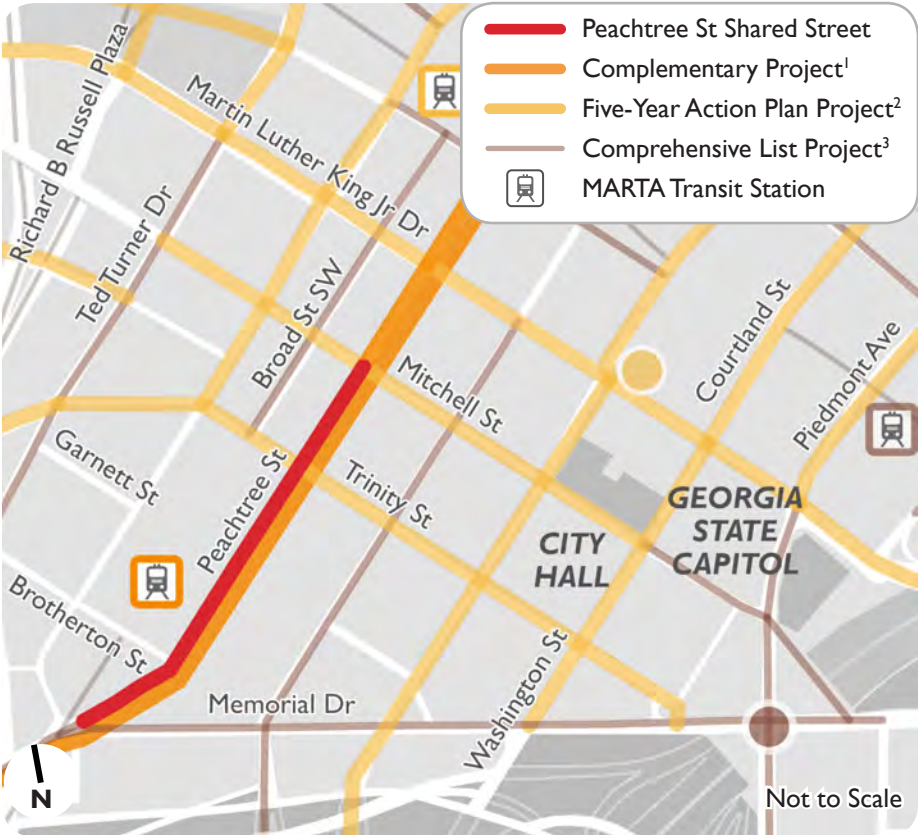 Peachtree St Shared Street
Complementary Project¹
Five-Year Action Plan Project²
Comprehensive List Project³
MARTA Transit Station
Richard B Russell Plaza
Martin Luther King Jr Dr
Ted Turner Dr
Broad St SW
Courtland St
Piedmont Ave
Mitchell St
Garnett St
Peachtree St
Trinity St
GEORGIA
STATE
CAPITOL
CITY
HALL
Brotherton St
Washington St
Memorial Dr
N
Not to Scale